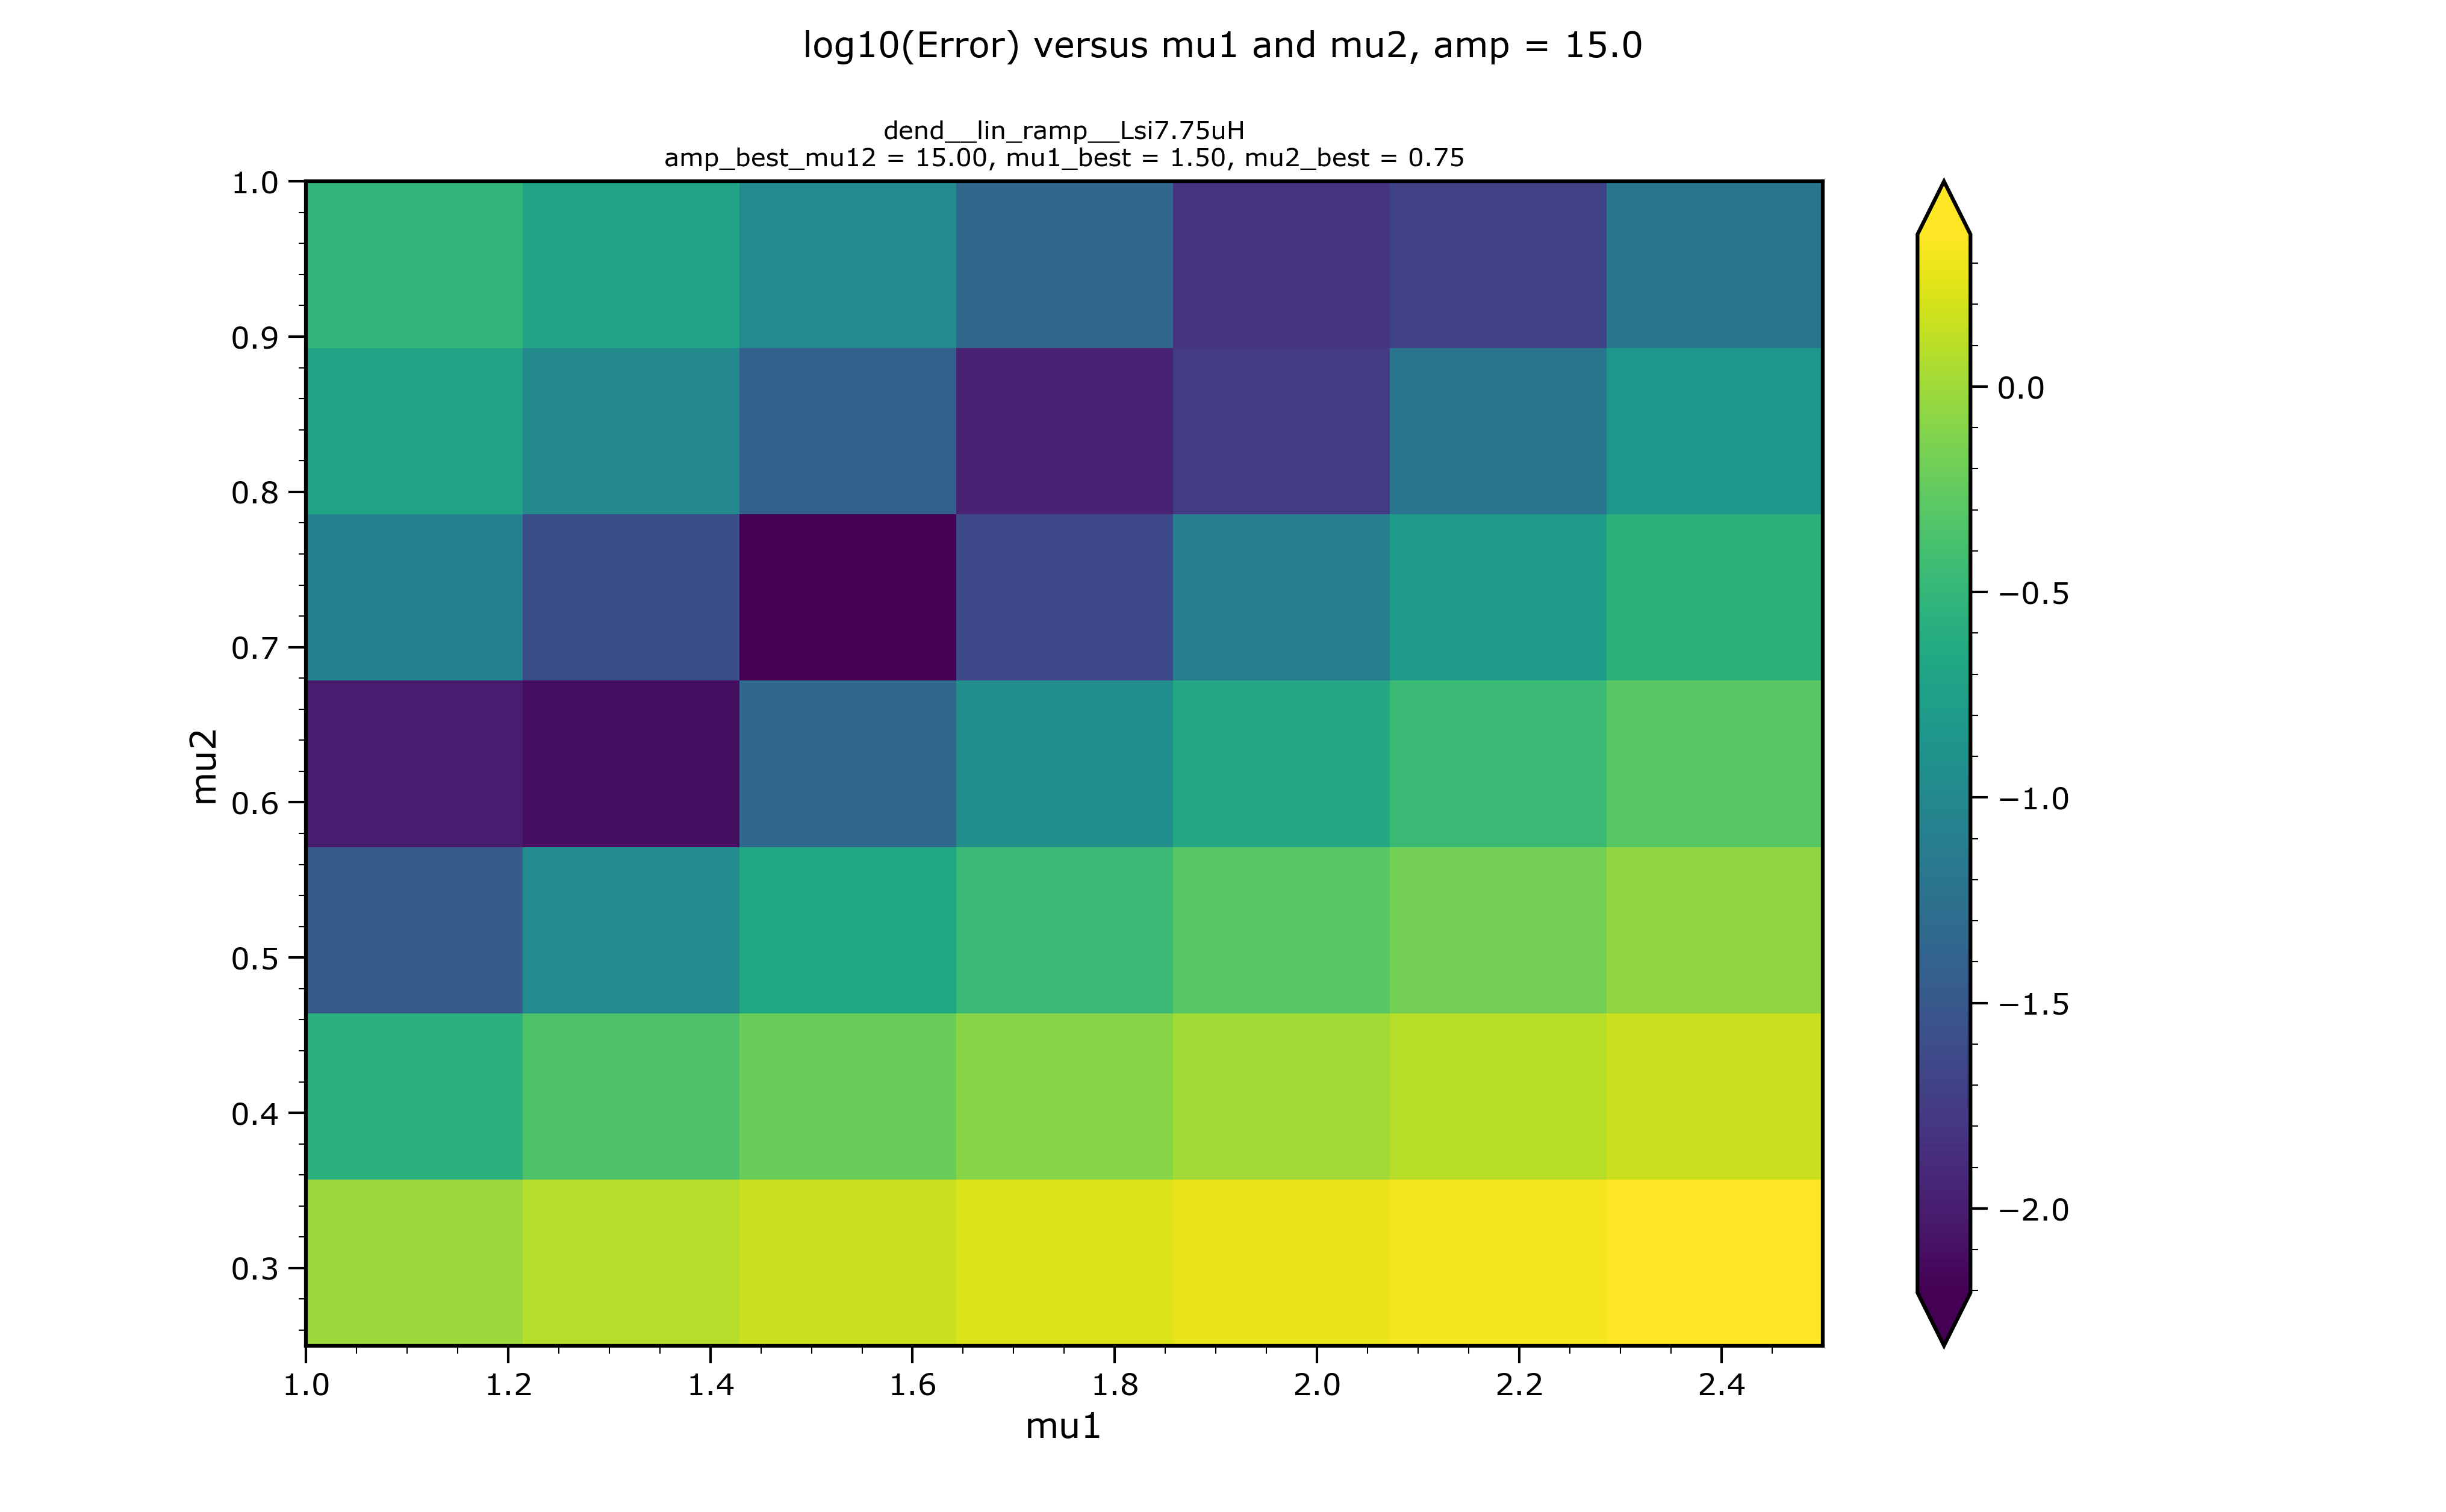 log10(Error) versus mu1 and mu2, amp = 15.0
dend__lin_ramp__Lsi7.75uH
amp_best_mu12 = 15.00, mu1_best = 1.50, mu2_best = 0.75
1.0
0.9
0.8
0.7
0.6
0.5
0.4
0.3
mu2
1.0 1.2 1.4 1.6 1.8 2.0 2.2 2.4
mu1
0.0
−0.5
−1.0
−1.5
−2.0